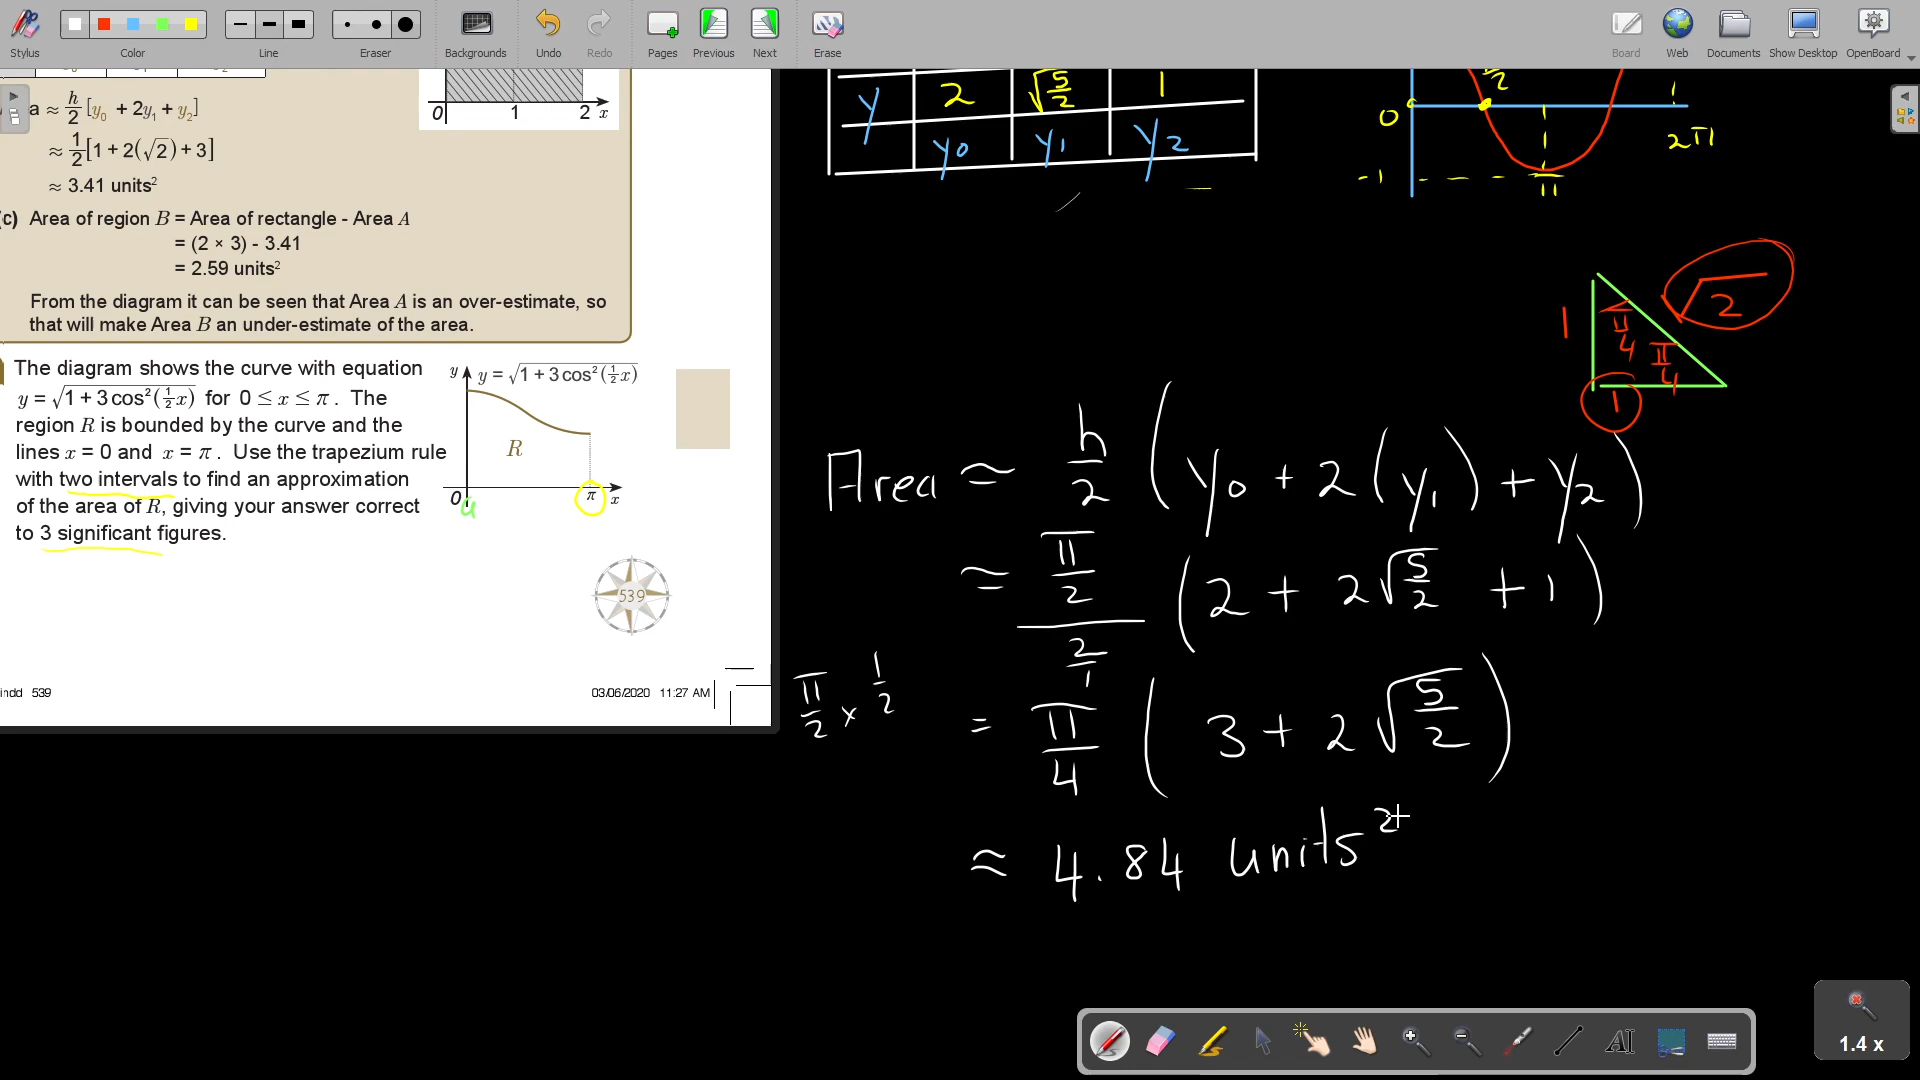 Stylus Color Line Eraser Backgrounds Undo Redo Pages Previous Next Erase Board Web Documents Show Desktop OpenBoard
a ≈ h/2 [y₀ + 2y₁ + y₂]
≈ 1/2[1 + 2(√2) + 3]
≈ 3.41 units²
0 1 2 x
(c) Area of region B = Area of rectangle - Area A
= (2 × 3) - 3.41
= 2.59 units²
From the diagram it can be seen that Area A is an over-estimate, so
that will make Area B an under-estimate of the area.
The diagram shows the curve with equation
y = √(1 + 3 cos²(½x)) for 0 ≤ x ≤ π. The
region R is bounded by the curve and the
lines x = 0 and x = π. Use the trapezium rule
with two intervals to find an approximation
of the area of R, giving your answer correct
to 3 significant figures.
y y = √(1 + 3 cos²(½x))
R
0 π x
539
indd 539 03/06/2020 11:27 AM
y 2 √(5/2) 1
y0 y1 y2
0 2π
-1 π
1 π/4 π/4 √2
1
Area ≈ h/2 (y0 + 2(y1) + y2)
≈ (π/2)/(2/1) (2 + 2√(5/2) + 1)
π/2 × 1/2
= π/4 (3 + 2√(5/2))
≈ 4.84 units²
1.4 x